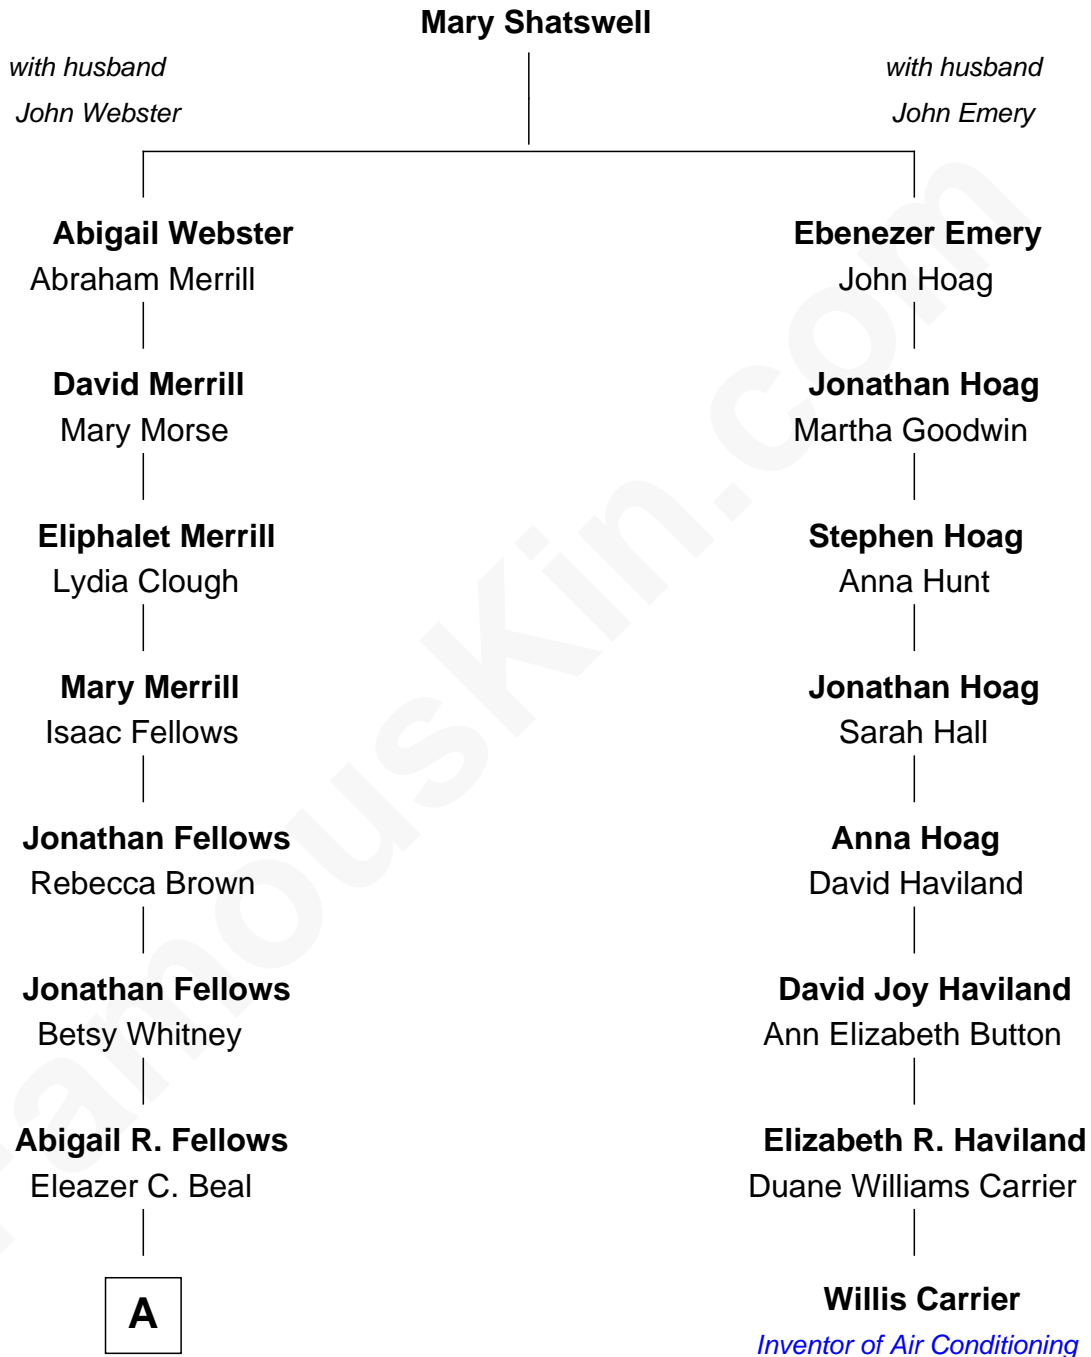 Mary Shatswell
with husband
John Webster
with husband
John Emery
Abigail Webster
Abraham Merrill
Ebenezer Emery
John Hoag
David Merrill
Mary Morse
Jonathan Hoag
Martha Goodwin
Eliphalet Merrill
Lydia Clough
Stephen Hoag
Anna Hunt
Mary Merrill
Isaac Fellows
Jonathan Hoag
Sarah Hall
Jonathan Fellows
Rebecca Brown
Anna Hoag
David Haviland
Jonathan Fellows
Betsy Whitney
David Joy Haviland
Ann Elizabeth Button
Abigail R. Fellows
Eleazer C. Beal
Elizabeth R. Haviland
Duane Williams Carrier
A
Willis Carrier
Inventor of Air Conditioning
FamousKin.com